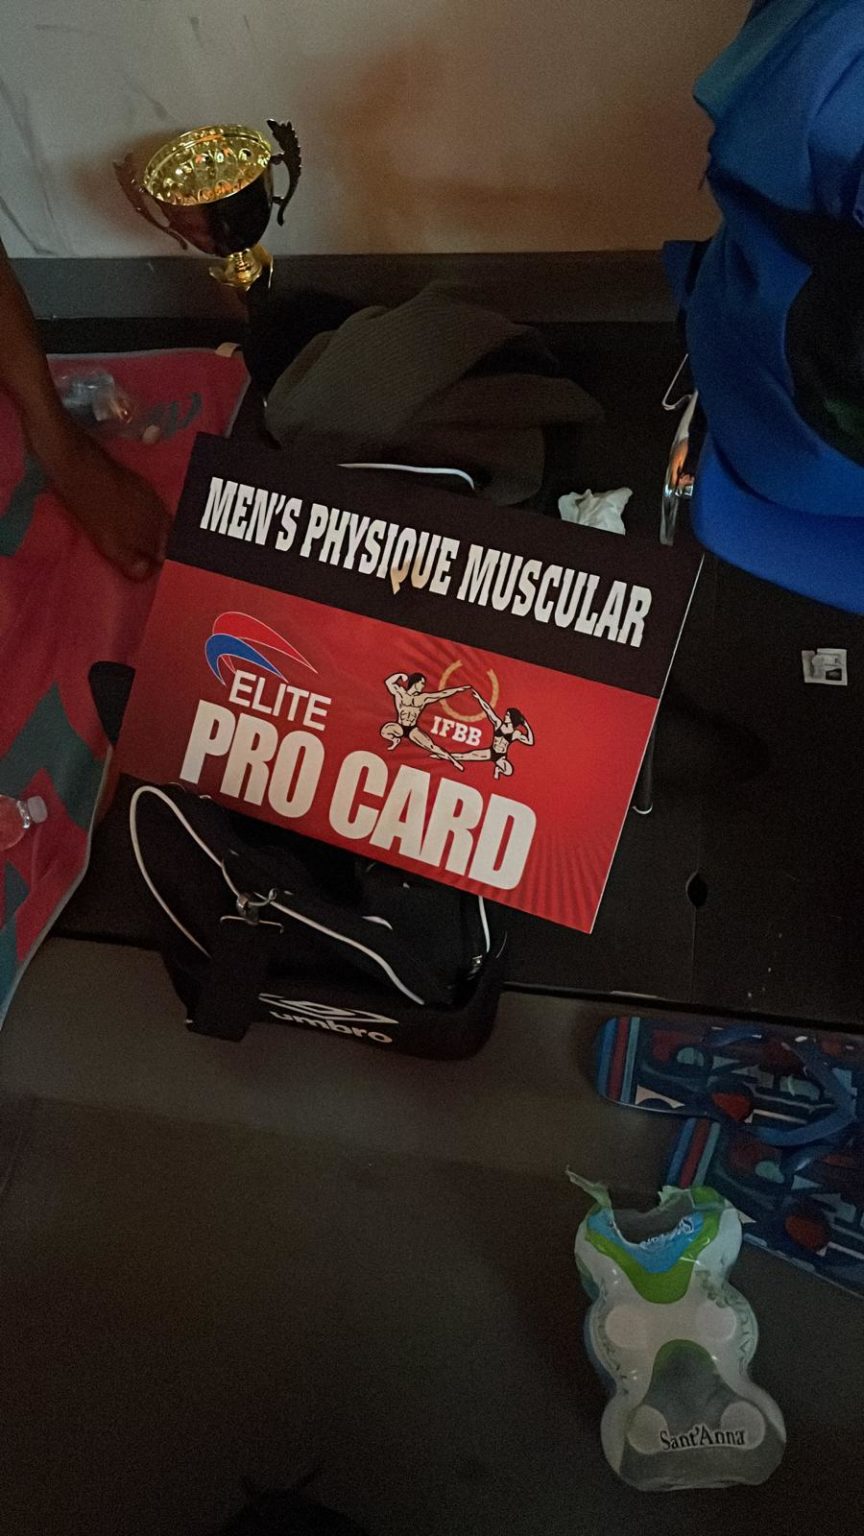 MEN'S PHYSIQUE MUSCULAR
ELITE
IFBB
PRO CARD
umbro
Sant'Anna